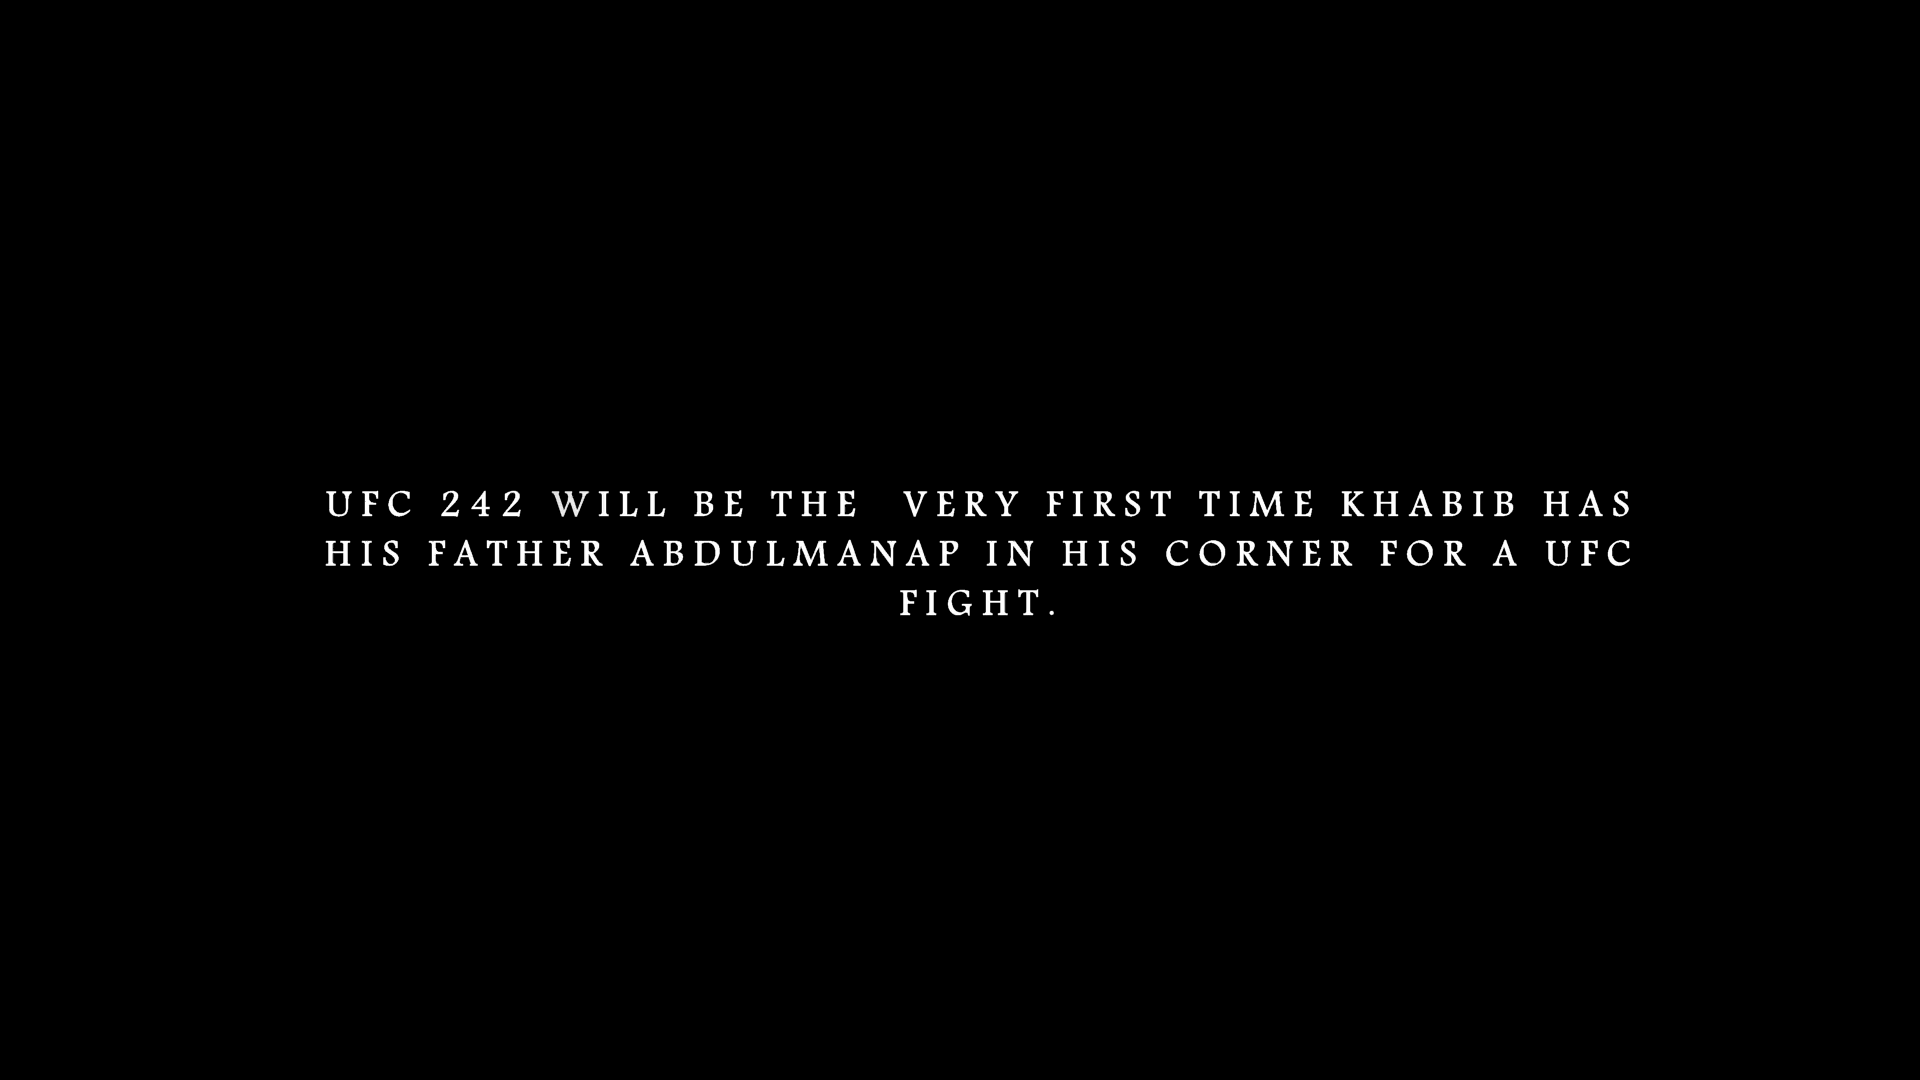 UFC 242 WILL BE THE  VERY FIRST TIME KHABIB HAS
HIS FATHER ABDULMANAP IN HIS CORNER FOR A UFC
FIGHT.